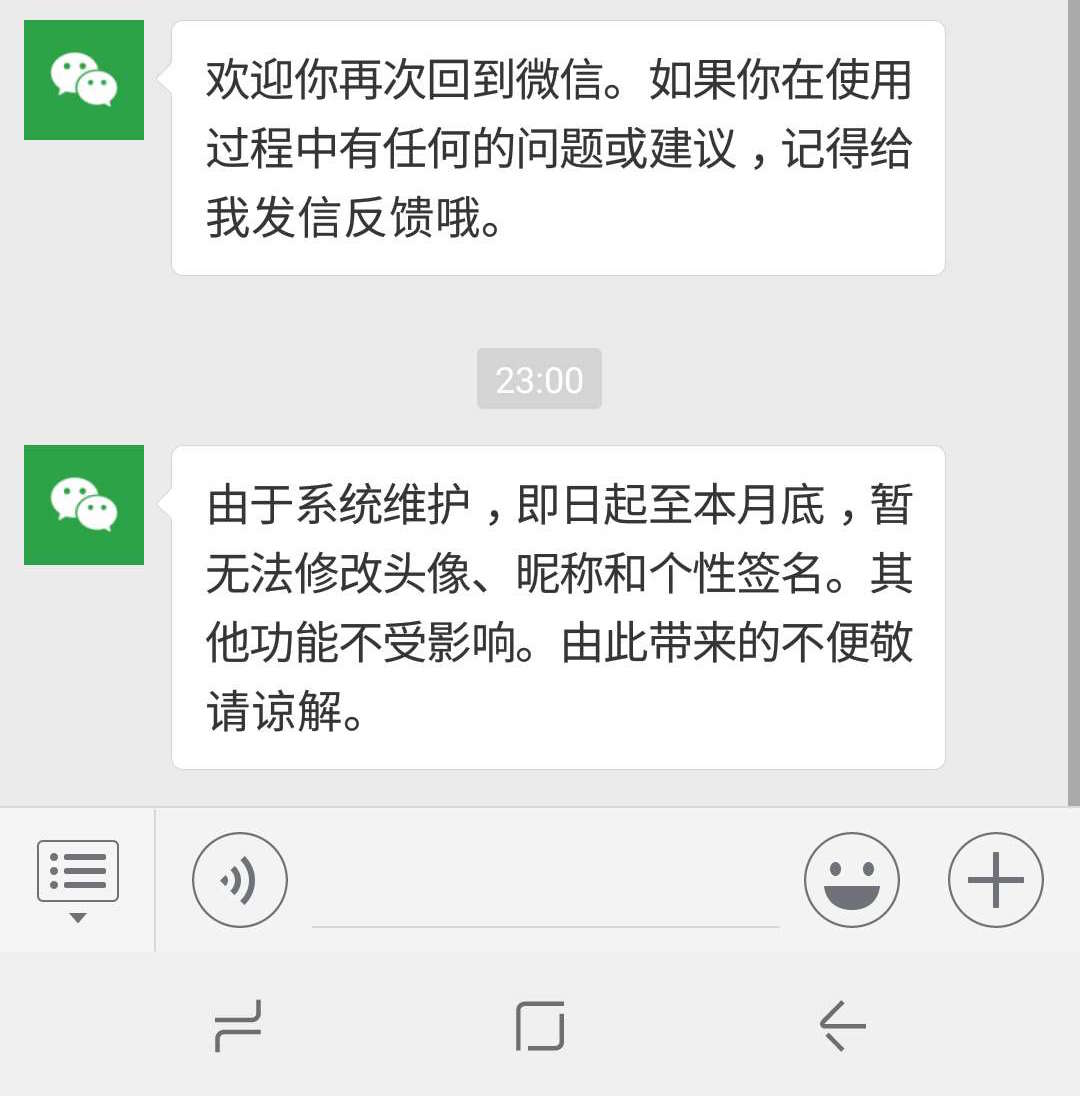 欢迎你再次回到微信。如果你在使用
过程中有任何的问题或建议，记得给
我发信反馈哦。
23:00
由于系统维护，即日起至本月底，暂
无法修改头像、昵称和个性签名。其
他功能不受影响。由此带来的不便敬
请谅解。